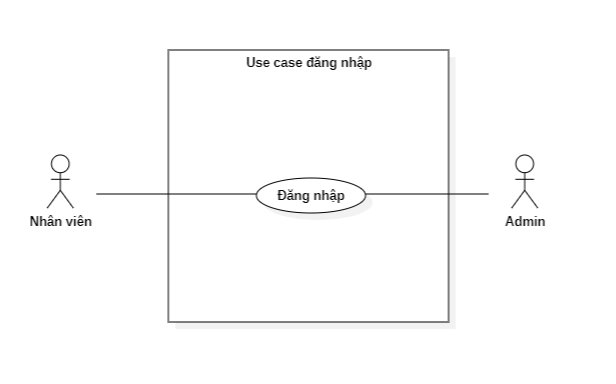 Use case đăng nhập
Đăng nhập
Nhân viên
Admin